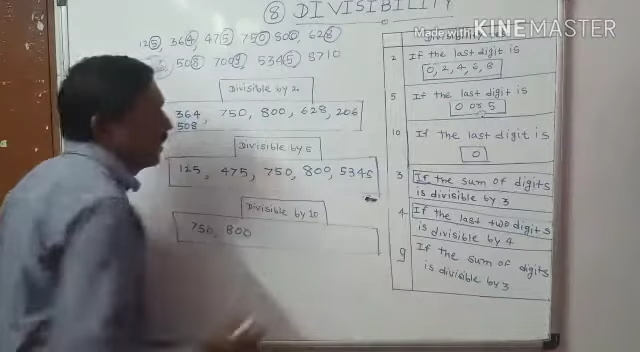 ⑧ DIVISIBILITY
Made with KINEMASTER
125, 364, 475, 750, 800, 628
508, 7009, 5345, 8710
Divisible by 2
364, 750, 800, 628, 206
508
Divisible by 5
125, 475, 750, 800, 5345
Divisible by 10
750, 800
2 If the last digit is
0, 2, 4, 6, 8
5 If the last digit is
0 or 5
10 If the last digit is
0
3 If the sum of digits
is divisible by 3
4 If the last two digits
is divisible by 4
9 If the sum of digits
is divisible by 3